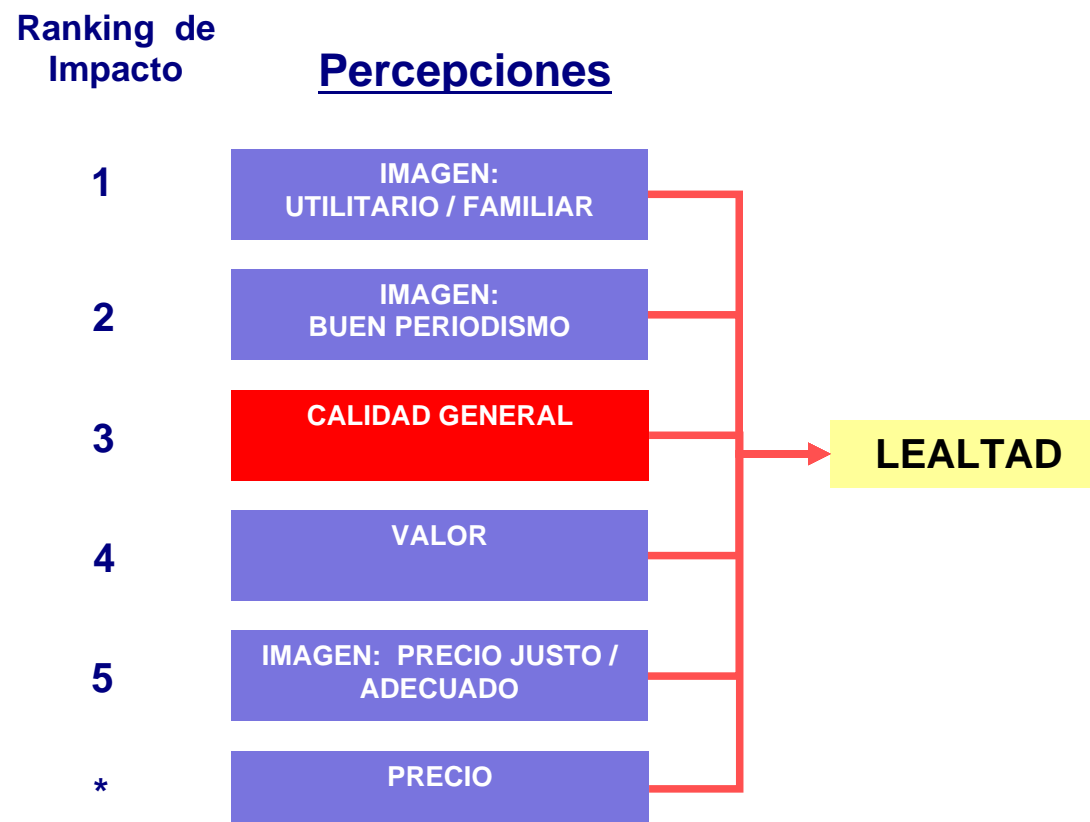 Ranking de
Impacto
Percepciones
1
IMAGEN:
UTILITARIO / FAMILIAR
2
IMAGEN:
BUEN PERIODISMO
3
CALIDAD GENERAL
LEALTAD
4
VALOR
5
IMAGEN: PRECIO JUSTO /
ADECUADO
*
PRECIO